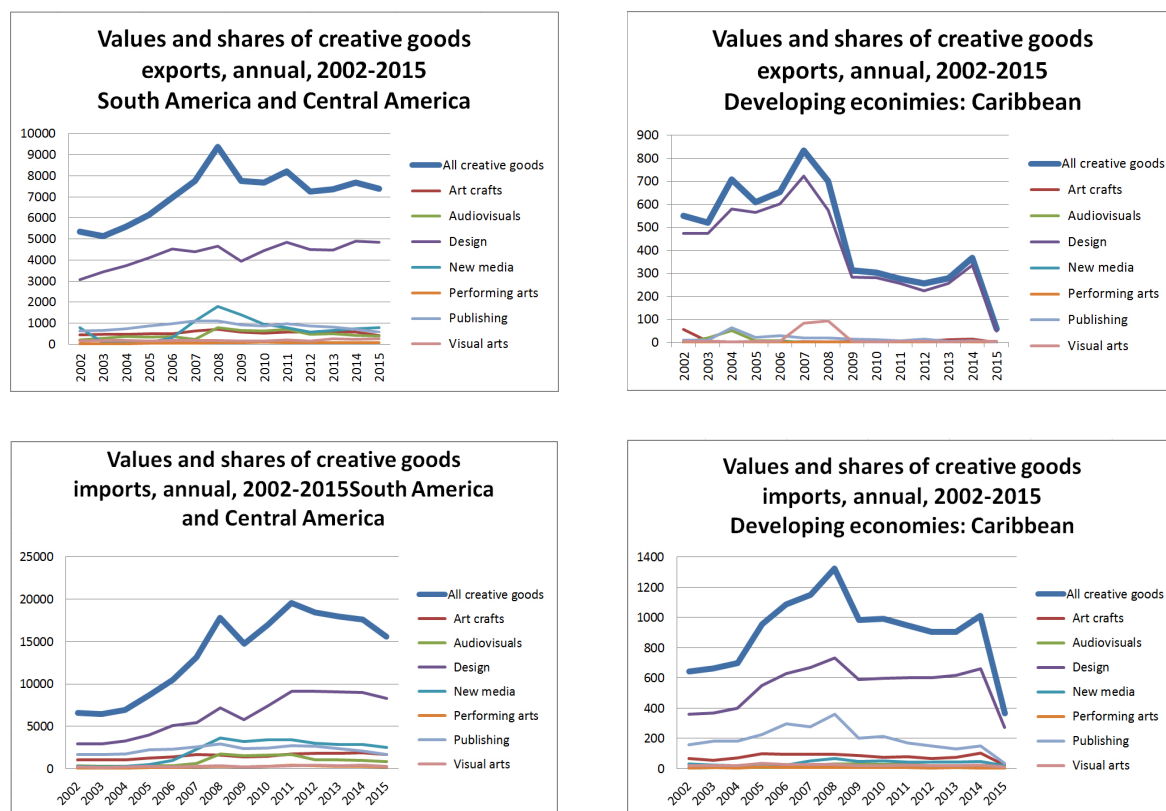 Values and shares of creative goods
exports, annual, 2002-2015
South America and Central America
10000
9000
8000
7000
6000
5000
4000
3000
2000
1000
0
2002
2003
2004
2005
2006
2007
2008
2009
2010
2011
2012
2013
2014
2015
All creative goods
Art crafts
Audiovisuals
Design
New media
Performing arts
Publishing
Visual arts
Values and shares of creative goods
exports, annual, 2002-2015
Developing econimies: Caribbean
900
800
700
600
500
400
300
200
100
0
2002
2003
2004
2005
2006
2007
2008
2009
2010
2011
2012
2013
2014
2015
All creative goods
Art crafts
Audiovisuals
Design
New media
Performing arts
Publishing
Visual arts
Values and shares of creative goods
imports, annual, 2002-2015South America
and Central America
25000
20000
15000
10000
5000
0
2002
2003
2004
2005
2006
2007
2008
2009
2010
2011
2012
2013
2014
2015
All creative goods
Art crafts
Audiovisuals
Design
New media
Performing arts
Publishing
Visual arts
Values and shares of creative goods
imports, annual, 2002-2015
Developing economies: Caribbean
1400
1200
1000
800
600
400
200
0
2002
2003
2004
2005
2006
2007
2008
2009
2010
2011
2012
2013
2014
2015
All creative goods
Art crafts
Audiovisuals
Design
New media
Performing arts
Publishing
Visual arts